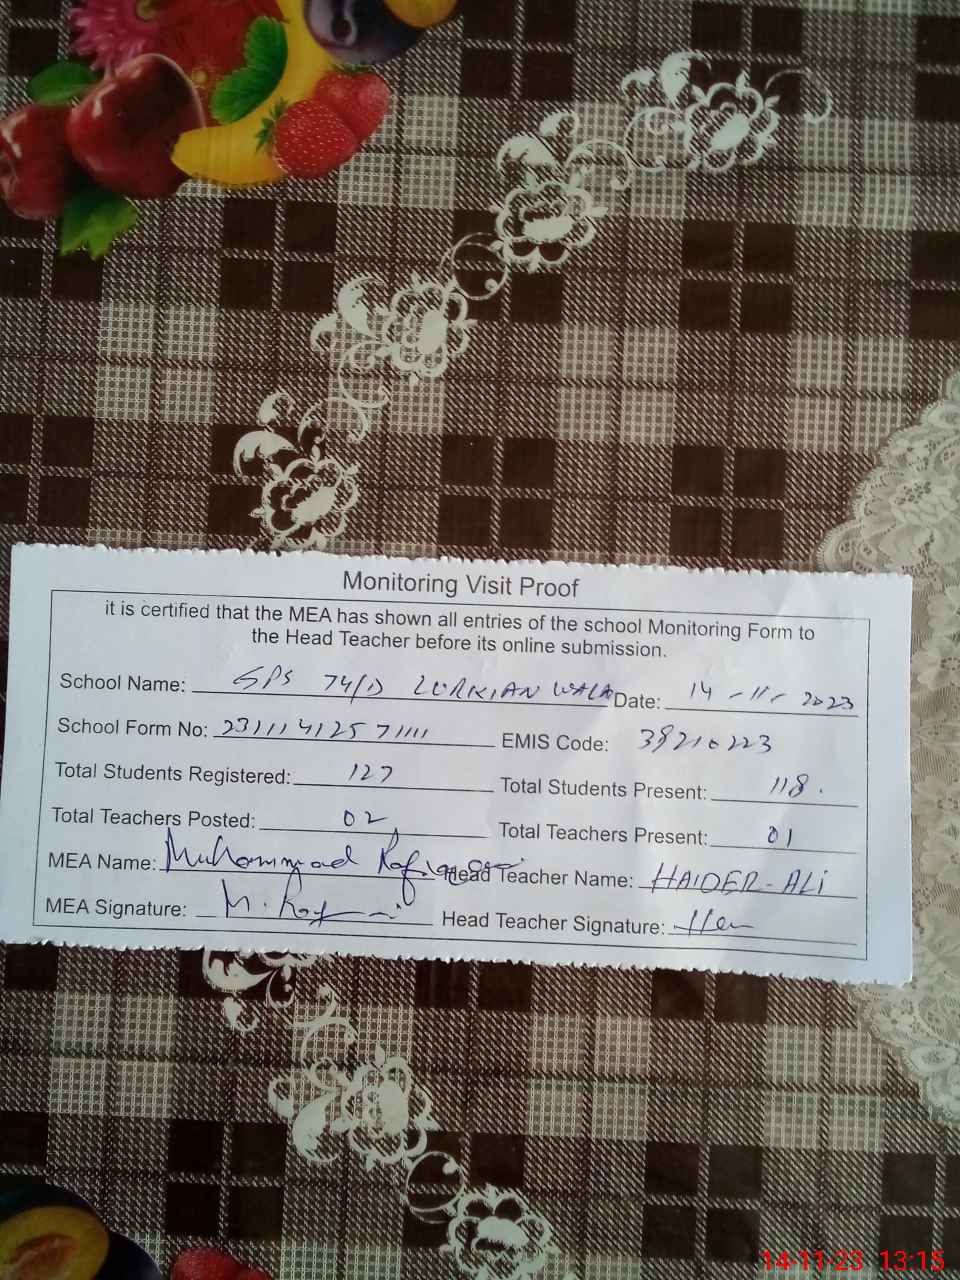 Monitoring Visit Proof
it is certified that the MEA has shown all entries of the school Monitoring Form to
the Head Teacher before its online submission.
School Name: GPS 74/D LURKIAN WALA Date: 14-11-2023
School Form No: 23111412571111 EMIS Code: 38210223
Total Students Registered: 127 Total Students Present: 118.
Total Teachers Posted: 02 Total Teachers Present: 01
MEA Name: Muhammad Head Teacher Name: HAIDER-ALi
MEA Signature: Head Teacher Signature:
14-11-23 13:15